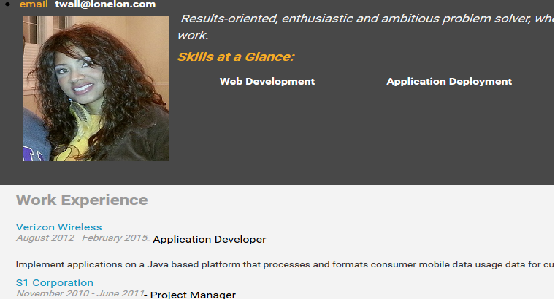 email twall@lonelon.com
Results-oriented, enthusiastic and ambitious problem solver, who
work.
Skills at a Glance:
Web Development Application Deployment
Work Experience
Verizon Wireless
August 2012 - February 2015. Application Developer
Implement applications on a Java based platform that processes and formats consumer mobile data usage data for cu
S1 Corporation
November 2010 - June 2011- Project Manager